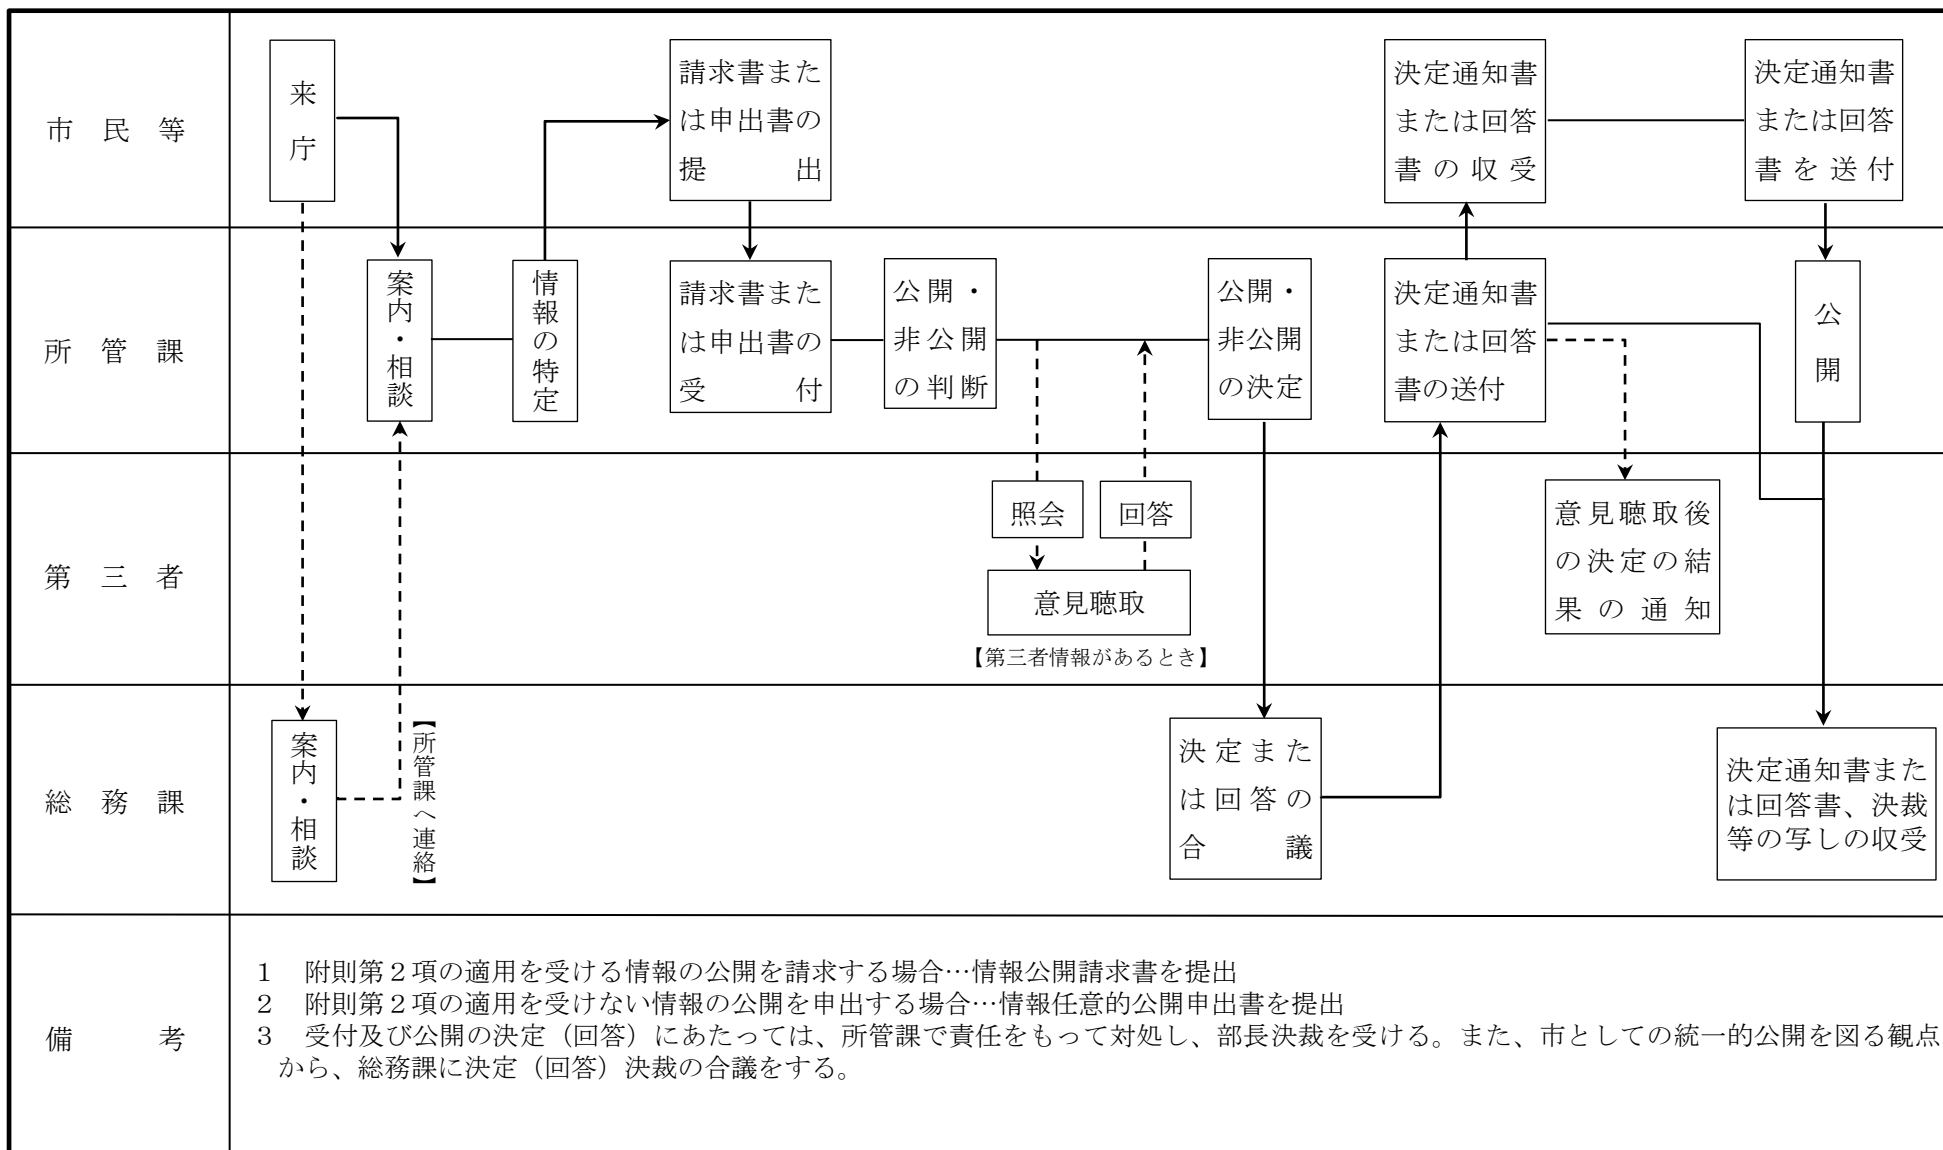 市民等
来
庁
請求書また
は申出書の
提出
決定通知書
または回答
書の収受
決定通知書
または回答
書を送付
所管課
案内・相談
情報の特定
請求書また
は申出書の
受付
公開・
非公開
の判断
公開・
非公開
の決定
決定通知書
または回答
書の送付
公
開
第三者
照会
回答
意見聴取
【第三者情報があるとき】
意見聴取後
の決定の結
果の通知
総務課
案内・相談
【所管課へ連絡】
決定また
は回答の
合議
決定通知書また
は回答書、決裁
等の写しの収受
備考
1 附則第2項の適用を受ける情報の公開を請求する場合…情報公開請求書を提出
2 附則第2項の適用を受けない情報の公開を申出する場合…情報任意的公開申出書を提出
3 受付及び公開の決定（回答）にあたっては、所管課で責任をもって対処し、部長決裁を受ける。また、市としての統一的公開を図る観点
から、総務課に決定（回答）決裁の合議をする。